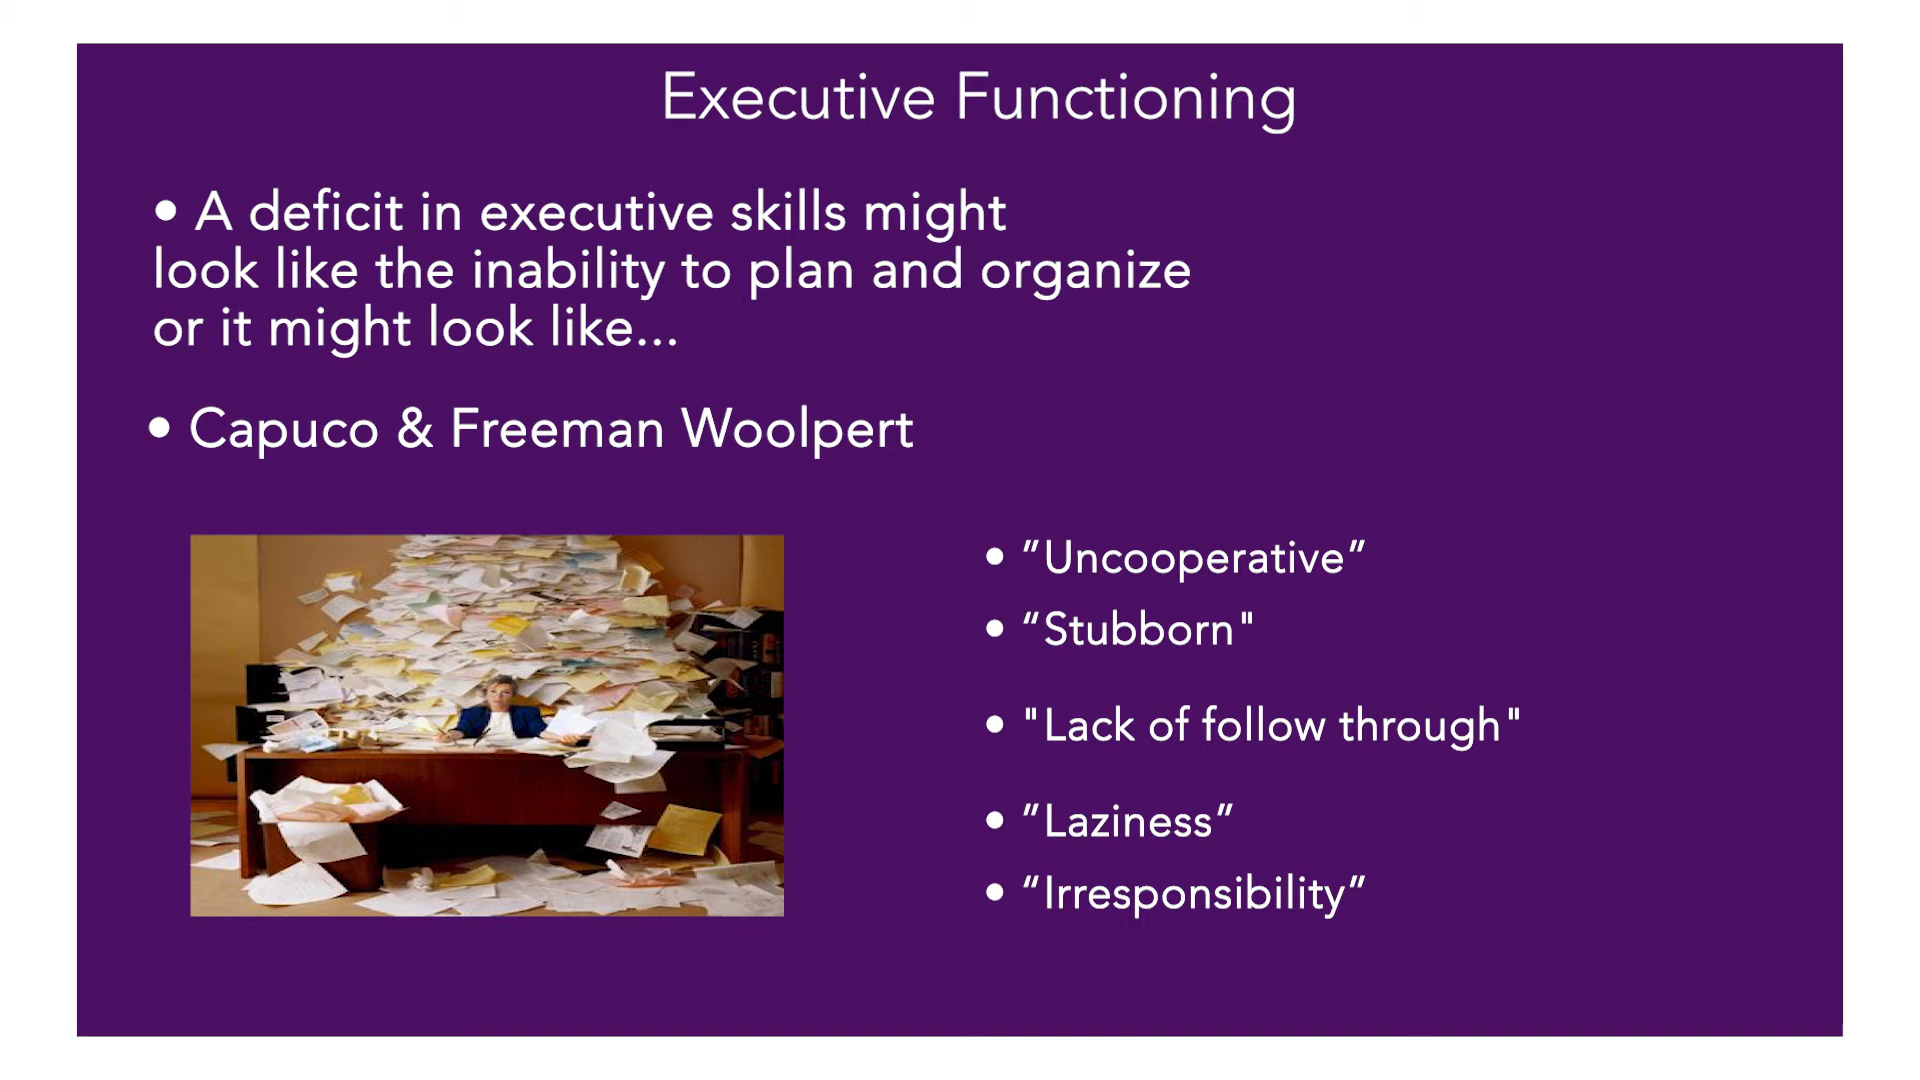 Executive Functioning
• A deficit in executive skills might
look like the inability to plan and organize
or it might look like...
• Capuco & Freeman Woolpert
• ”Uncooperative”
• “Stubborn"
• "Lack of follow through"
• ”Laziness”
• “Irresponsibility”